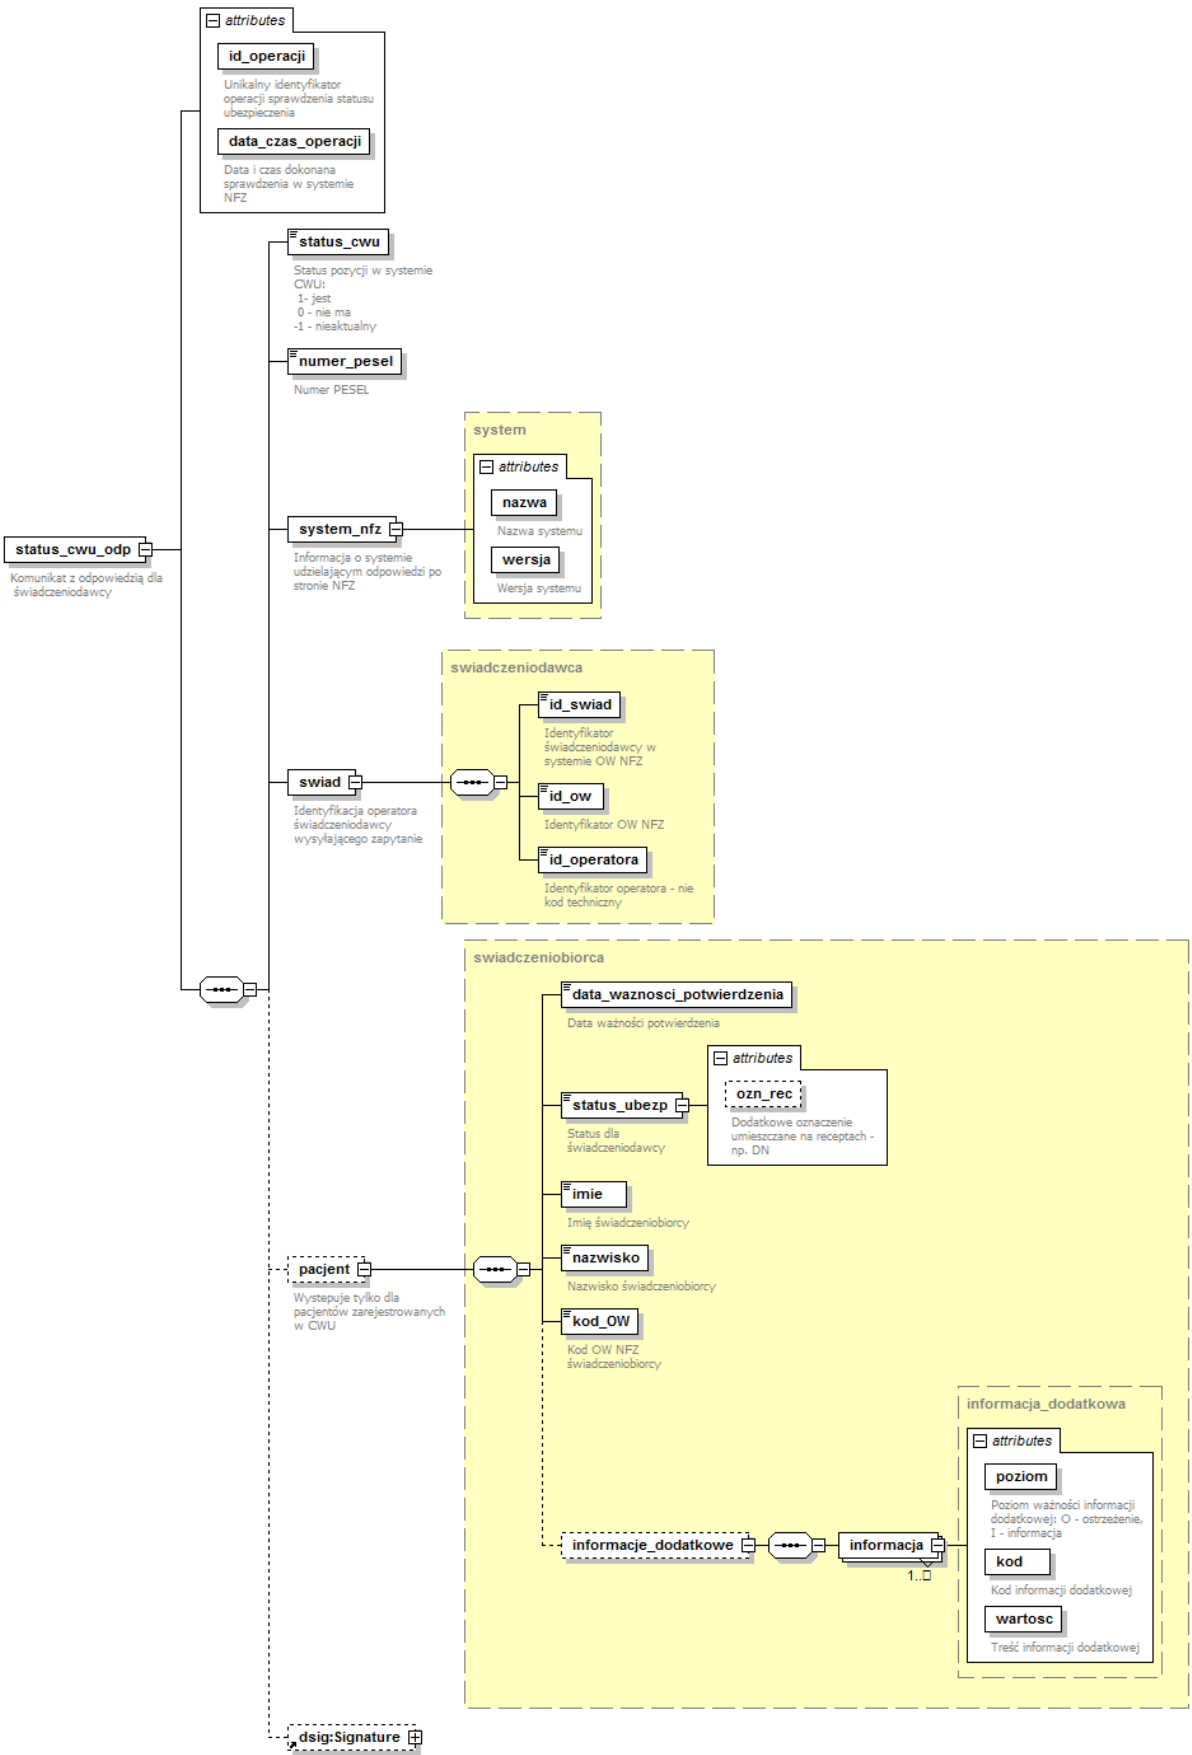 attributes
id_operacji
Unikalny identyfikator
operacji sprawdzenia statusu
ubezpieczenia
data_czas_operacji
Data i czas dokonana
sprawdzenia w systemie
NFZ
status_cwu
Status pozycji w systemie
CWU:
1- jest
0 - nie ma
-1 - nieaktualny
numer_pesel
Numer PESEL
system
attributes
nazwa
Nazwa systemu
wersja
Wersja systemu
system_nfz
Informacja o systemie
udzielającym odpowiedzi po
stronie NFZ
status_cwu_odp
Komunikat z odpowiedzią dla
świadczeniodawcy
swiadczeniodawca
id_swiad
Identyfikator
świadczeniodawcy w
systemie OW NFZ
swiad
Identyfikacja operatora
świadczeniodawcy
wysyłającego zapytanie
id_ow
Identyfikator OW NFZ
id_operatora
Identyfikator operatora - nie
kod techniczny
swiadczeniobiorca
data_waznosci_potwierdzenia
Data ważności potwierdzenia
attributes
ozn_rec
Dodatkowe oznaczenie
umieszczane na receptach -
np. DN
status_ubezp
Status dla
świadczeniodawcy
imie
Imię świadczeniobiorcy
nazwisko
Nazwisko świadczeniobiorcy
pacjent
Wystepuje tylko dla
pacjentów zarejestrowanych
w CWU
kod_OW
Kod OW NFZ
świadczeniobiorcy
informacja_dodatkowa
attributes
poziom
Poziom ważności informacji
dodatkowej: O - ostrzeżenie,
I - informacja
informacje_dodatkowe
informacja
1..□
kod
Kod informacji dodatkowej
wartosc
Treść informacji dodatkowej
dsig:Signature